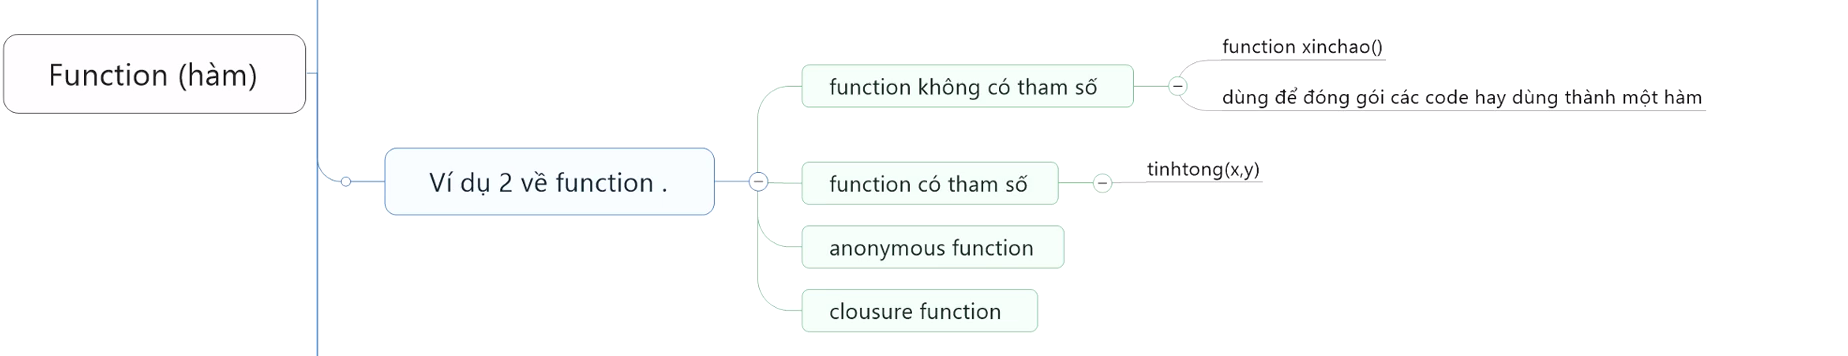 Function (hàm)
Ví dụ 2 về function .
function không có tham số
function xinchao()
dùng để đóng gói các code hay dùng thành một hàm
function có tham số
tinhtong(x,y)
anonymous function
clousure function